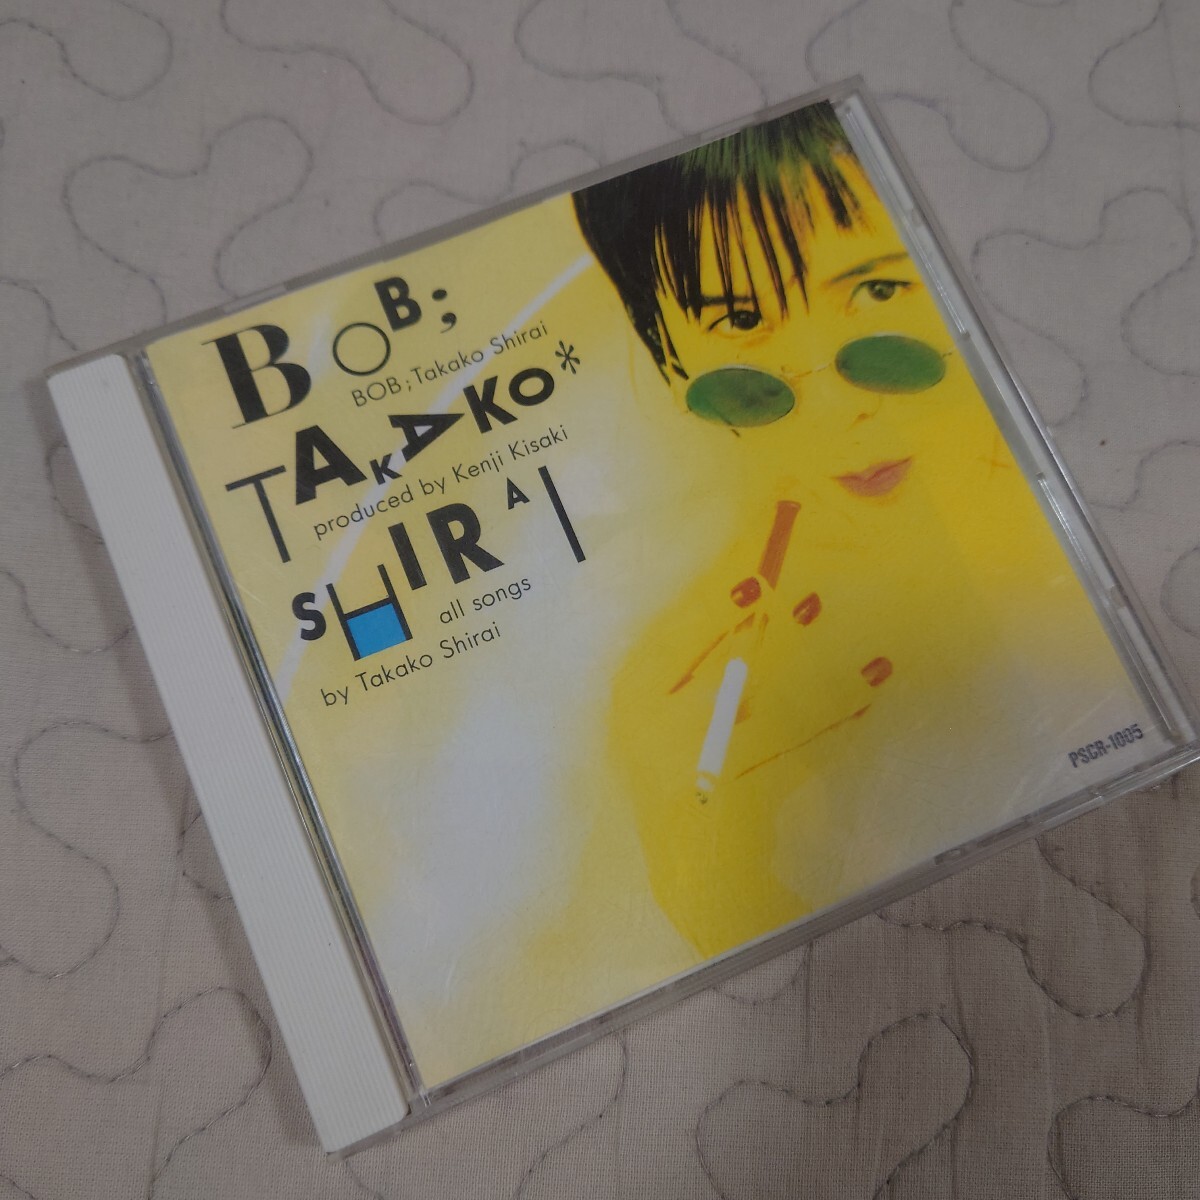 BOB;
BOB;Takako Shirai
TAKAKO*
produced by Kenji Kisaki
SHIRAI
all songs
by Takako Shirai
PSCR-1005